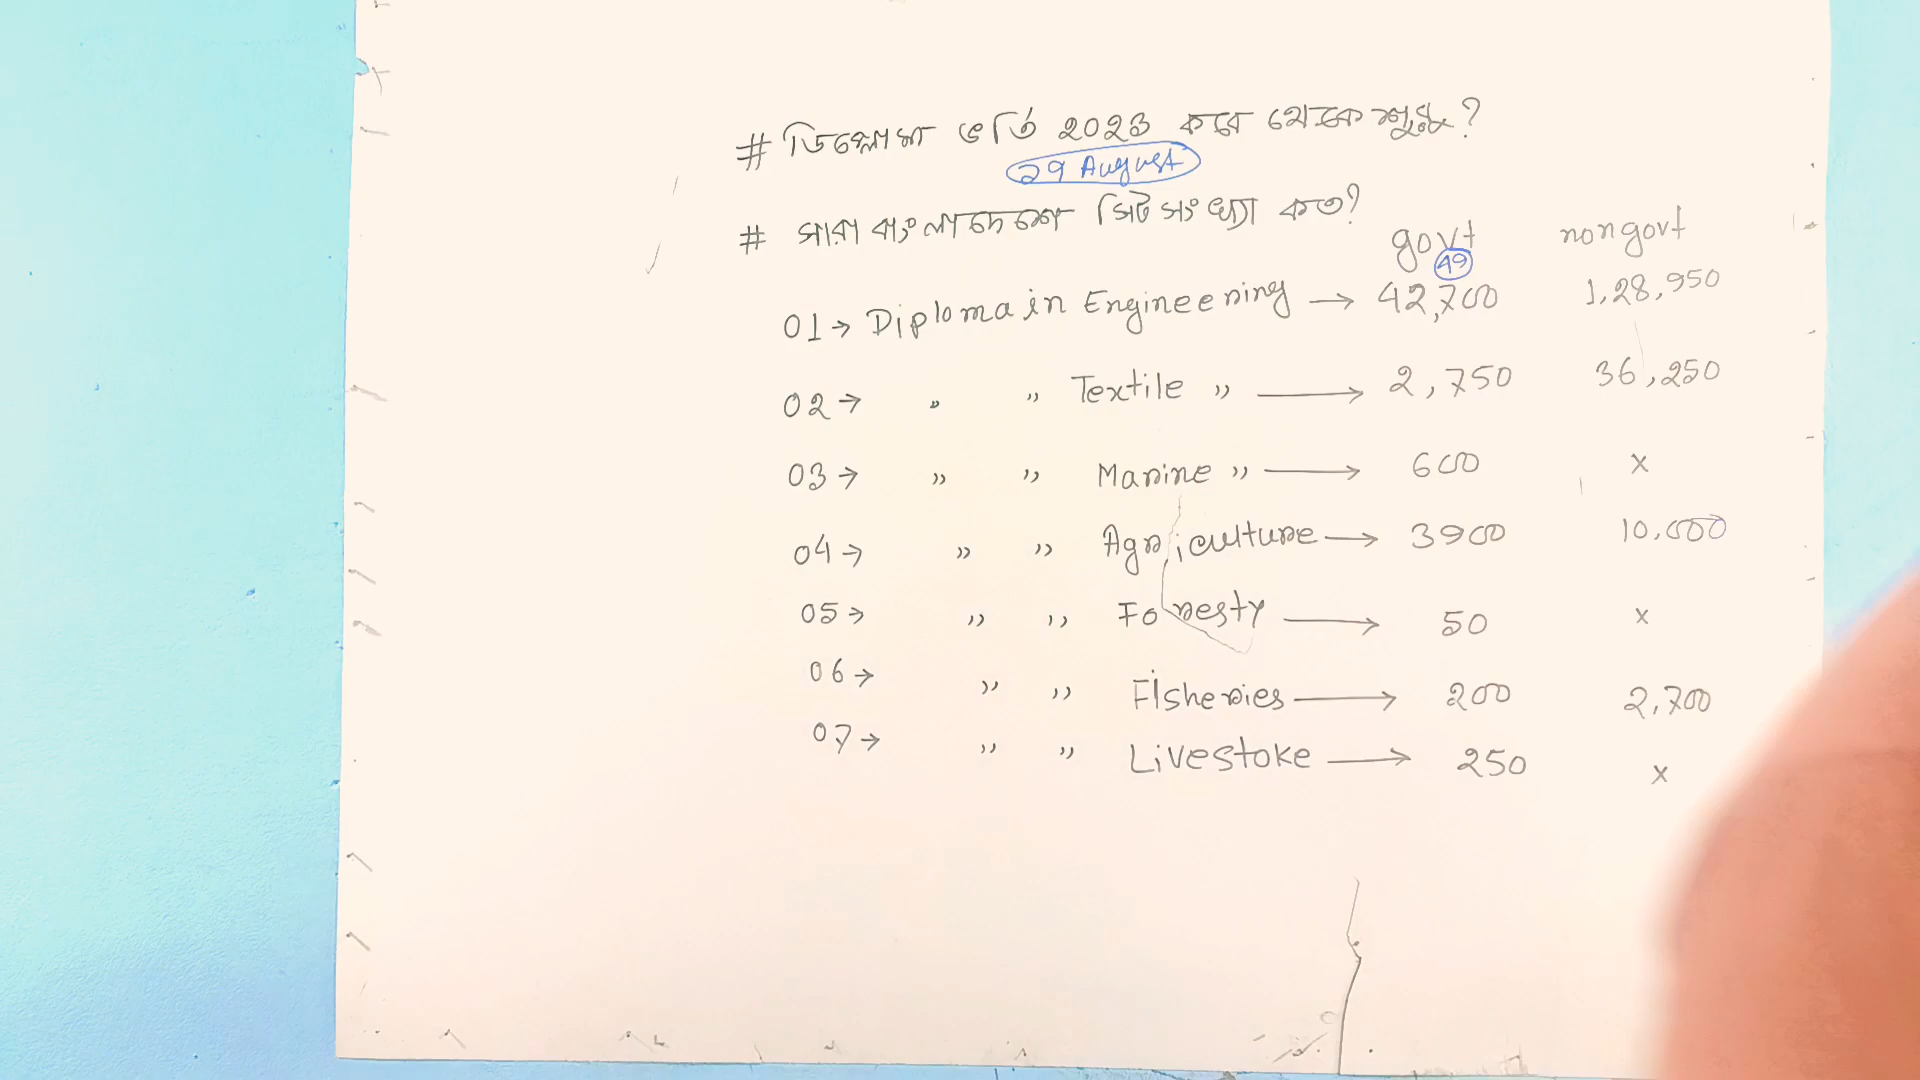 # ডিপ্লোমা ভর্তি 2023 কবে থেকে শুরু?
29 August
# সারা বাংলাদেশে সিট সংখ্যা কত?
govt nongovt
49
01→ Diploma in Engineering → 42,700 1,28,950
02→ " " Textile " → 2,750 36,250
03→ " " Marine " → 600 x
04→ " " Agriculture → 3900 10,000
05→ " " Foresty → 50 x
06→ " " Fisheries → 200 2,700
07→ " " Livestoke → 250 x